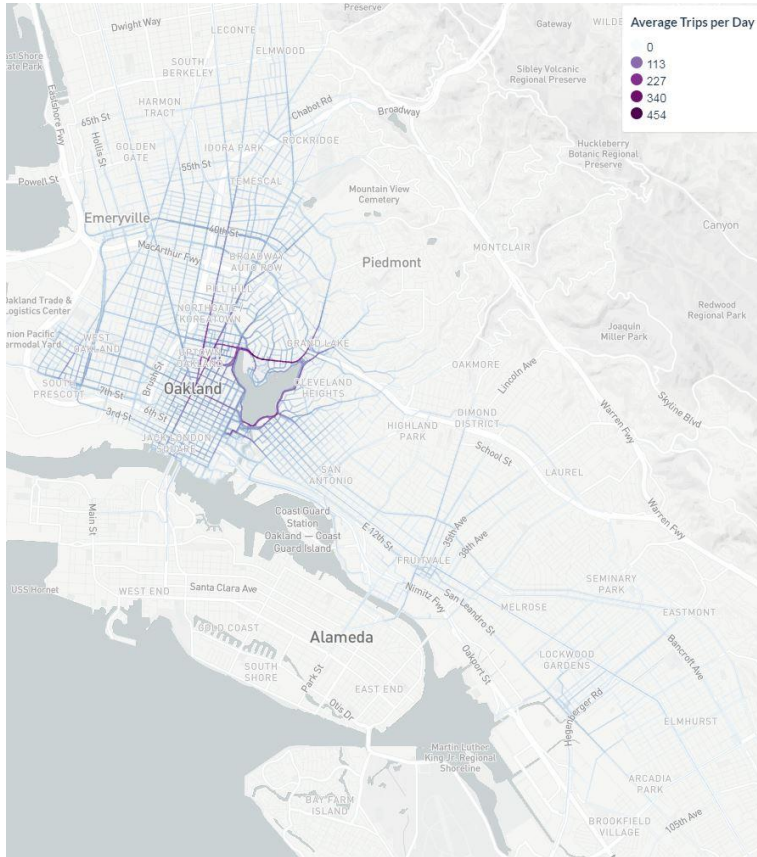 Average Trips per Day
0
113
227
340
454
Dwight Way
LECONTE
Preserve
Gateway
ELMWOOD
SOUTH
BERKELEY
Sibley Volcanic
Regional Preserve
Eastshore Fwy
HARMON
TRACT
65th St
Hollis St
Chabot Rd
Broadway
ROCKRIDGE
IDORA PARK
GOLDEN
GATE
55th St
TEMESCAL
Huckleberry
Botanic Regional
Preserve
Powell St
Mountain View
Cemetery
Emeryville
40th St
Canyon
MacArthur Fwy
BROADWAY
AUTO ROW
MONTCLAIR
Piedmont
PILL HILL
Oakland Trade &
Logistics Center
NORTHGATE
KOREATOWN
Redwood
Regional Park
Union Pacific
termodal Yard
WEST
OAKLAND
GRAND LAKE
Joaquin
Miller Park
UPTOWN
OAKMORE
Brush St
Oakland
CLEVELAND
HEIGHTS
Lincoln Ave
SOUTH
PRESCOTT
7th St
6th St
3rd St
Skyline Blvd
Warren Fwy
DIMOND
DISTRICT
HIGHLAND
PARK
JACK LONDON
SQUARE
School St
SAN
ANTONIO
LAUREL
Main St
Coast Guard
Station
Oakland — Coast
Guard Island
E 12th St
35th Ave
38th Ave
Warren Fwy
FRUITVALE
USS Hornet
WEST END
Santa Clara Ave
Nimitz Fwy
San Leandro St
SEMINARY
PARK
MELROSE
EASTMONT
GOLD COAST
Alameda
Bancroft Ave
SOUTH
SHORE
Park St
Oakport St
LOCKWOOD
GARDENS
EAST END
Otis Dr
Hegenberger Rd
ELMHURST
Martin Luther
King Jr. Regional
Shoreline
ARCADIA
PARK
BAY FARM
ISLAND
105th Ave
BROOKFIELD
VILLAGE